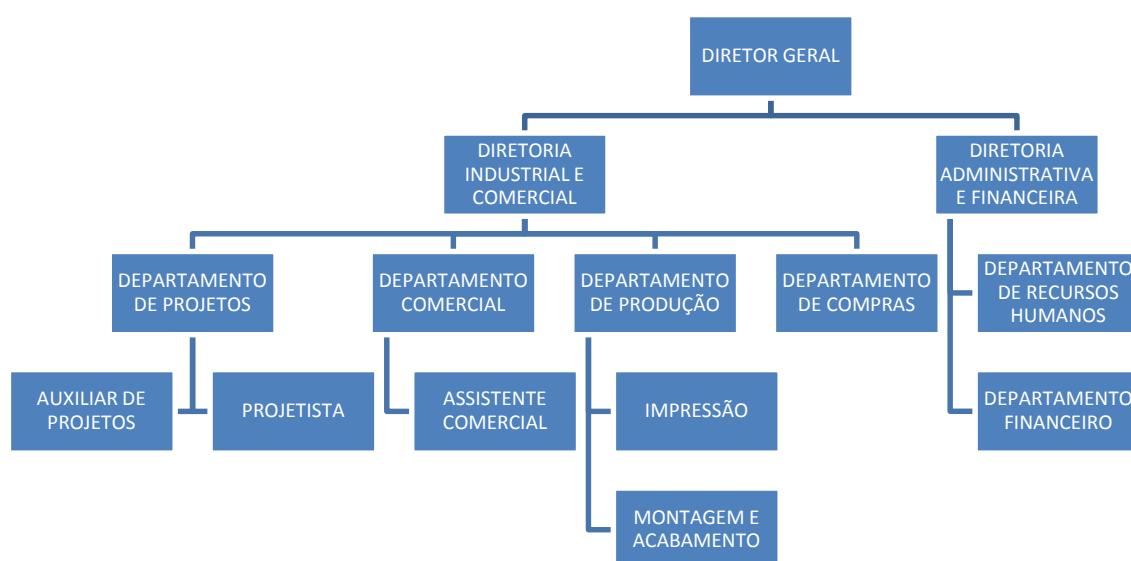 DIRETOR GERAL
DIRETORIA
INDUSTRIAL E
COMERCIAL
DIRETORIA
ADMINISTRATIVA
E FINANCEIRA
DEPARTAMENTO
DE PROJETOS
DEPARTAMENTO
COMERCIAL
DEPARTAMENTO
DE PRODUÇÃO
DEPARTAMENTO
DE COMPRAS
DEPARTAMENTO
DE RECURSOS
HUMANOS
AUXILIAR DE
PROJETOS
PROJETISTA
ASSISTENTE
COMERCIAL
IMPRESSÃO
DEPARTAMENTO
FINANCEIRO
MONTAGEM E
ACABAMENTO